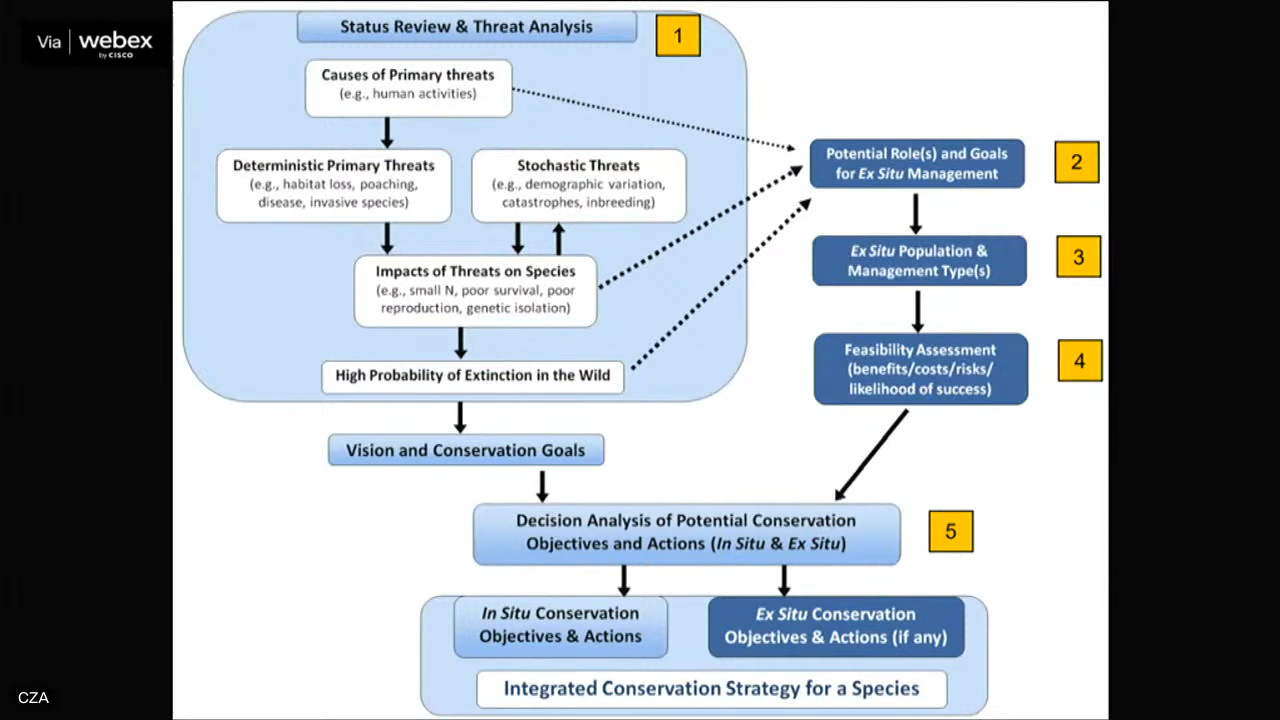 Via webex
by CISCO
Status Review & Threat Analysis
1
Causes of Primary threats
(e.g., human activities)
Deterministic Primary Threats
(e.g., habitat loss, poaching,
disease, invasive species)
Stochastic Threats
(e.g., demographic variation,
catastrophes, inbreeding)
Impacts of Threats on Species
(e.g., small N, poor survival, poor
reproduction, genetic isolation)
High Probability of Extinction in the Wild
Potential Role(s) and Goals
for Ex Situ Management
2
Ex Situ Population &
Management Type(s)
3
Feasibility Assessment
(benefits/costs/risks/
likelihood of success)
4
Vision and Conservation Goals
Decision Analysis of Potential Conservation
Objectives and Actions (In Situ & Ex Situ)
5
In Situ Conservation
Objectives & Actions
Ex Situ Conservation
Objectives & Actions (if any)
Integrated Conservation Strategy for a Species
CZA